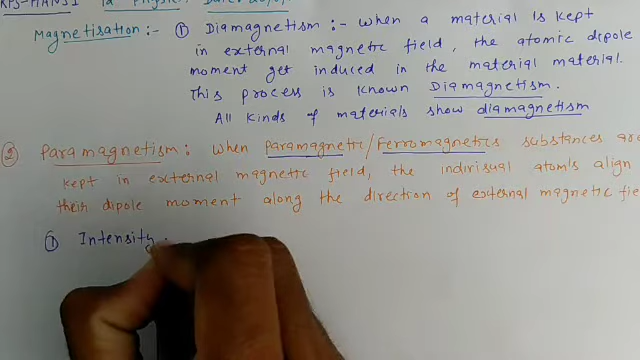 Magnetisation :- ① Diamagnetism :- When a material is kept
in external magnetic field, the atomic dipole
moment get induced in the material material.
This process is known Diamagnetism.
All kinds of materials show diamagnetism
② Paramagnetism : When Paramagnetic/Ferromagnetics substances are
kept in external magnetic field, the indirisual atom's align
their dipole moment along the direction of external magnetic fie
① Intensity